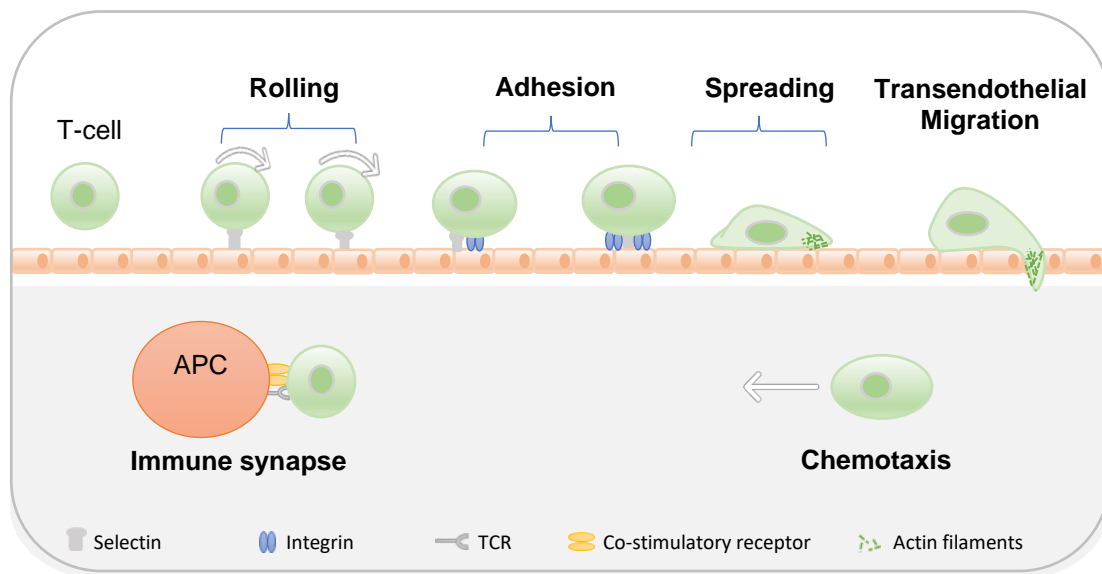 T-cell
Rolling
Adhesion
Spreading
Transendothelial
Migration
APC
Immune synapse
Chemotaxis
Selectin
Integrin
TCR
Co-stimulatory receptor
Actin filaments